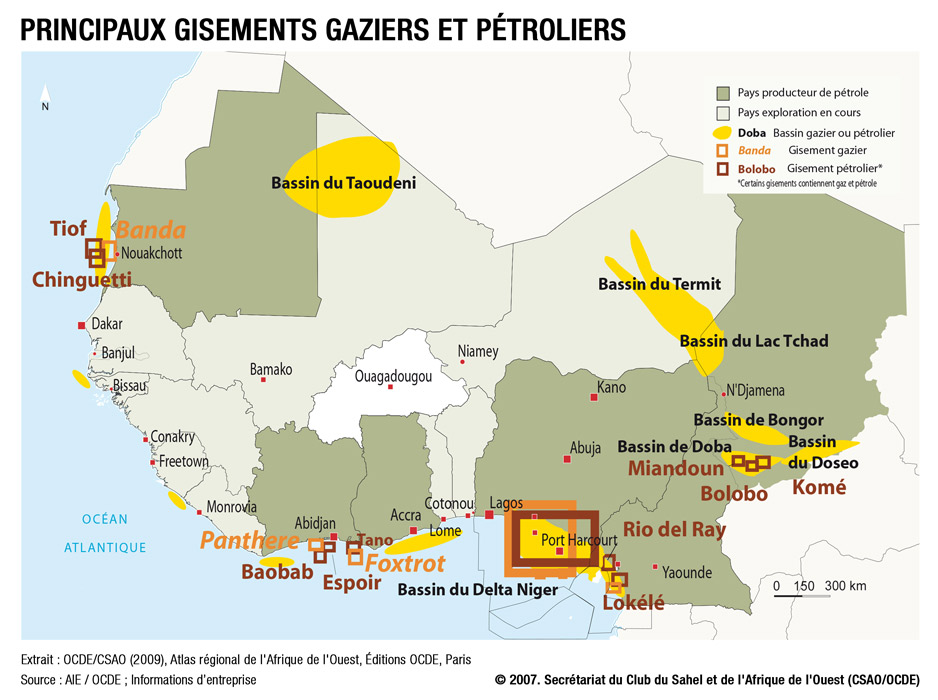 PRINCIPAUX GISEMENTS GAZIERS ET PÉTROLIERS
N
Pays producteur de pétrole
Pays exploration en cours
Doba Bassin gazier ou pétrolier
Banda Gisement gazier
Bolobo Gisement pétrolier*
*Certains gisements contiennent gaz et pétrole
Bassin du Taoudeni
Tiof
Banda
Nouakchott
Chinguetti
Bassin du Termit
Dakar
Bassin du Lac Tchad
Banjul
Niamey
Bamako
Ouagadougou
Bissau
Kano
N'Djamena
Bassin de Bongor
Conakry
Abuja
Bassin de Doba
Bassin
du Doseo
Freetown
Miandoun
Bolobo
Komé
Monrovia
Cotonou
Lagos
OCÉAN
ATLANTIQUE
Abidjan
Accra
Lome
Rio del Ray
Panthere
Tano
Port Harcourt
Foxtrot
Baobab
Espoir
Yaounde
Bassin du Delta Niger
Lokélé
0 150 300 km
Extrait : OCDE/CSAO (2009), Atlas régional de l'Afrique de l'Ouest, Éditions OCDE, Paris
Source : AIE / OCDE ; Informations d'entreprise
© 2007. Secrétariat du Club du Sahel et de l'Afrique de l'Ouest (CSAO/OCDE)